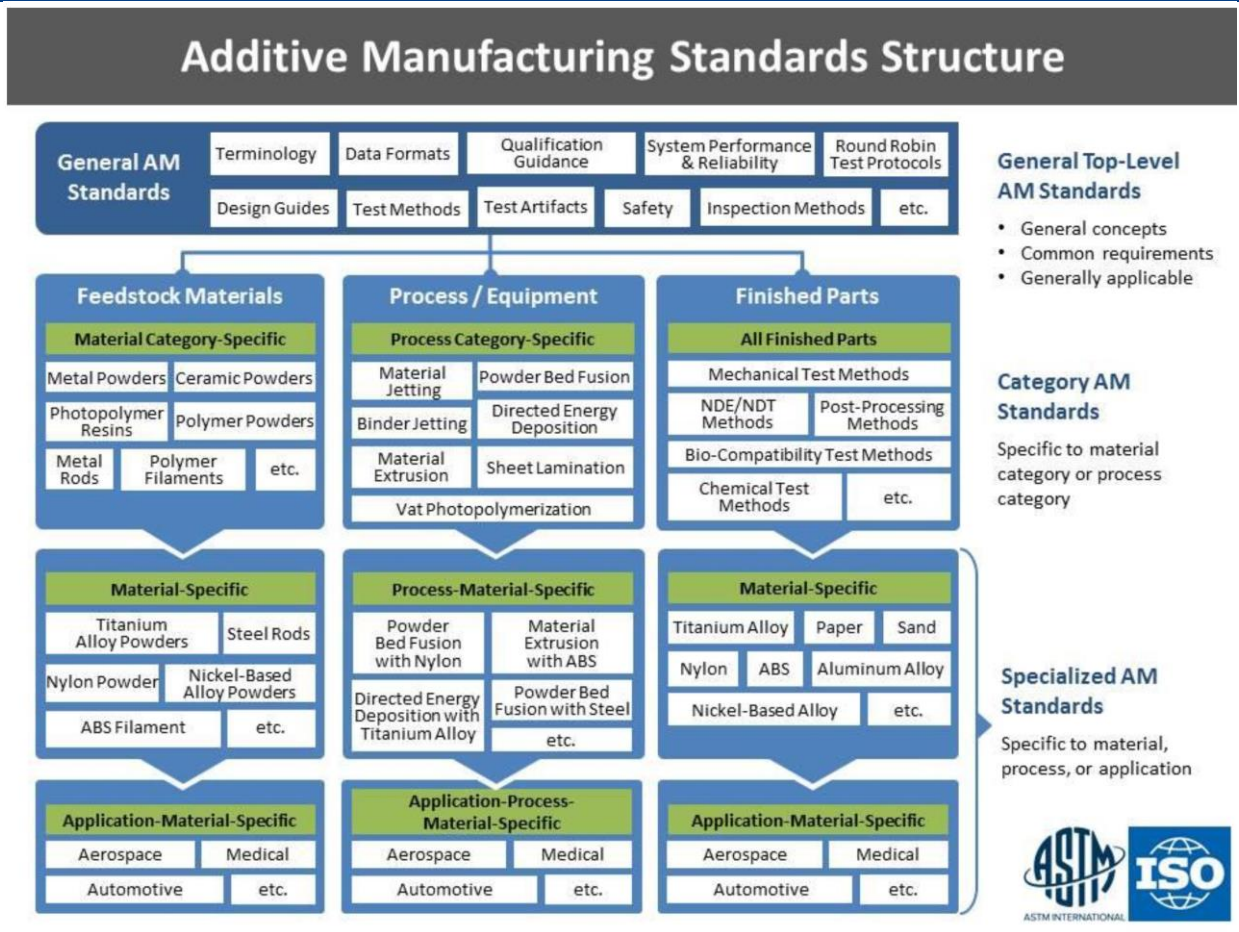 Additive Manufacturing Standards Structure
General AM
Standards
Terminology
Data Formats
Qualification
Guidance
System Performance
& Reliability
Round Robin
Test Protocols
Design Guides
Test Methods
Test Artifacts
Safety
Inspection Methods
etc.
General Top-Level
AM Standards
• General concepts
• Common requirements
• Generally applicable
Feedstock Materials
Material Category-Specific
Metal Powders
Ceramic Powders
Photopolymer
Resins
Polymer Powders
Metal
Rods
Polymer
Filaments
etc.
Process / Equipment
Process Category-Specific
Material
Jetting
Powder Bed Fusion
Binder Jetting
Directed Energy
Deposition
Material
Extrusion
Sheet Lamination
Vat Photopolymerization
Finished Parts
All Finished Parts
Mechanical Test Methods
NDE/NDT
Methods
Post-Processing
Methods
Bio-Compatibility Test Methods
Chemical Test
Methods
etc.
Category AM
Standards
Specific to material
category or process
category
Material-Specific
Titanium
Alloy Powders
Steel Rods
Nylon Powder
Nickel-Based
Alloy Powders
ABS Filament
etc.
Process-Material-Specific
Powder
Bed Fusion
with Nylon
Material
Extrusion
with ABS
Directed Energy
Deposition with
Titanium Alloy
Powder Bed
Fusion with Steel
etc.
Material-Specific
Titanium Alloy
Paper
Sand
Nylon
ABS
Aluminum Alloy
Nickel-Based Alloy
etc.
Specialized AM
Standards
Specific to material,
process, or application
Application-Material-Specific
Aerospace
Medical
Automotive
etc.
Application-Process-
Material-Specific
Aerospace
Medical
Automotive
etc.
Application-Material-Specific
Aerospace
Medical
Automotive
etc.
ASTM
ASTM INTERNATIONAL
ISO